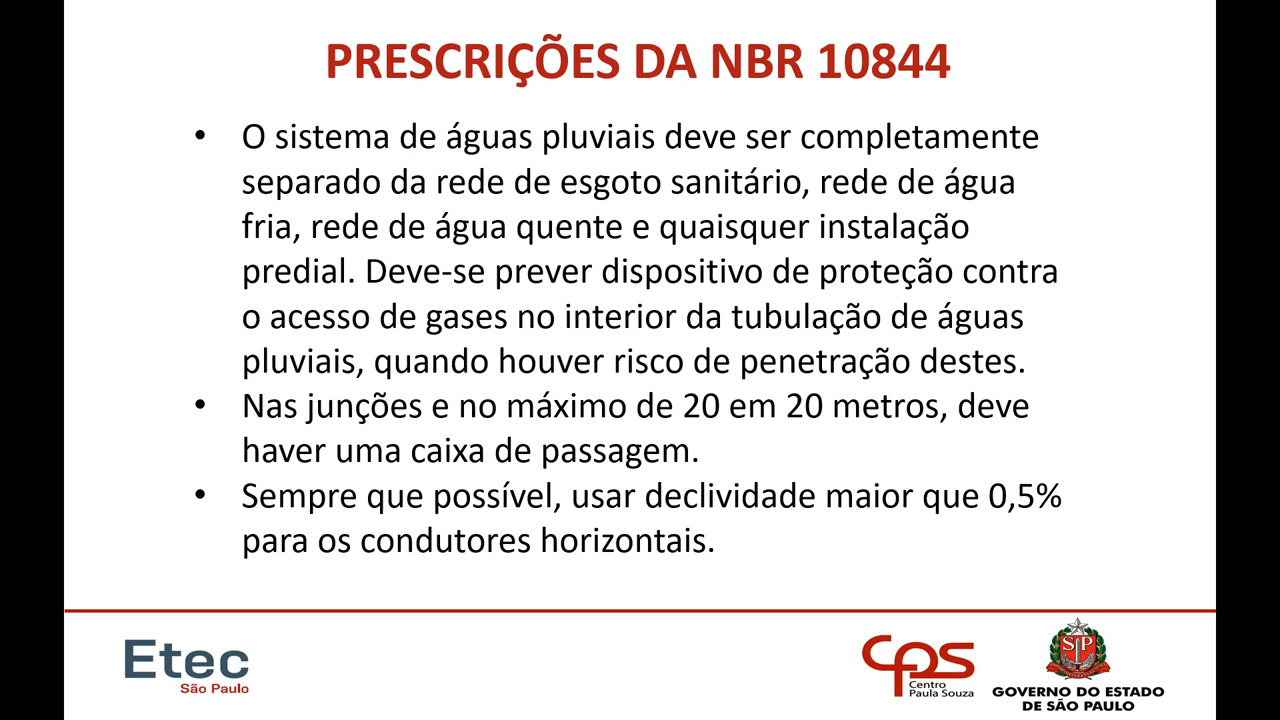 PRESCRIÇÕES DA NBR 10844
• O sistema de águas pluviais deve ser completamente
separado da rede de esgoto sanitário, rede de água
fria, rede de água quente e quaisquer instalação
predial. Deve-se prever dispositivo de proteção contra
o acesso de gases no interior da tubulação de águas
pluviais, quando houver risco de penetração destes.
• Nas junções e no máximo de 20 em 20 metros, deve
haver uma caixa de passagem.
• Sempre que possível, usar declividade maior que 0,5%
para os condutores horizontais.
Etec
São Paulo
cps
Centro
Paula Souza
SP
GOVERNO DO ESTADO
DE SÃO PAULO